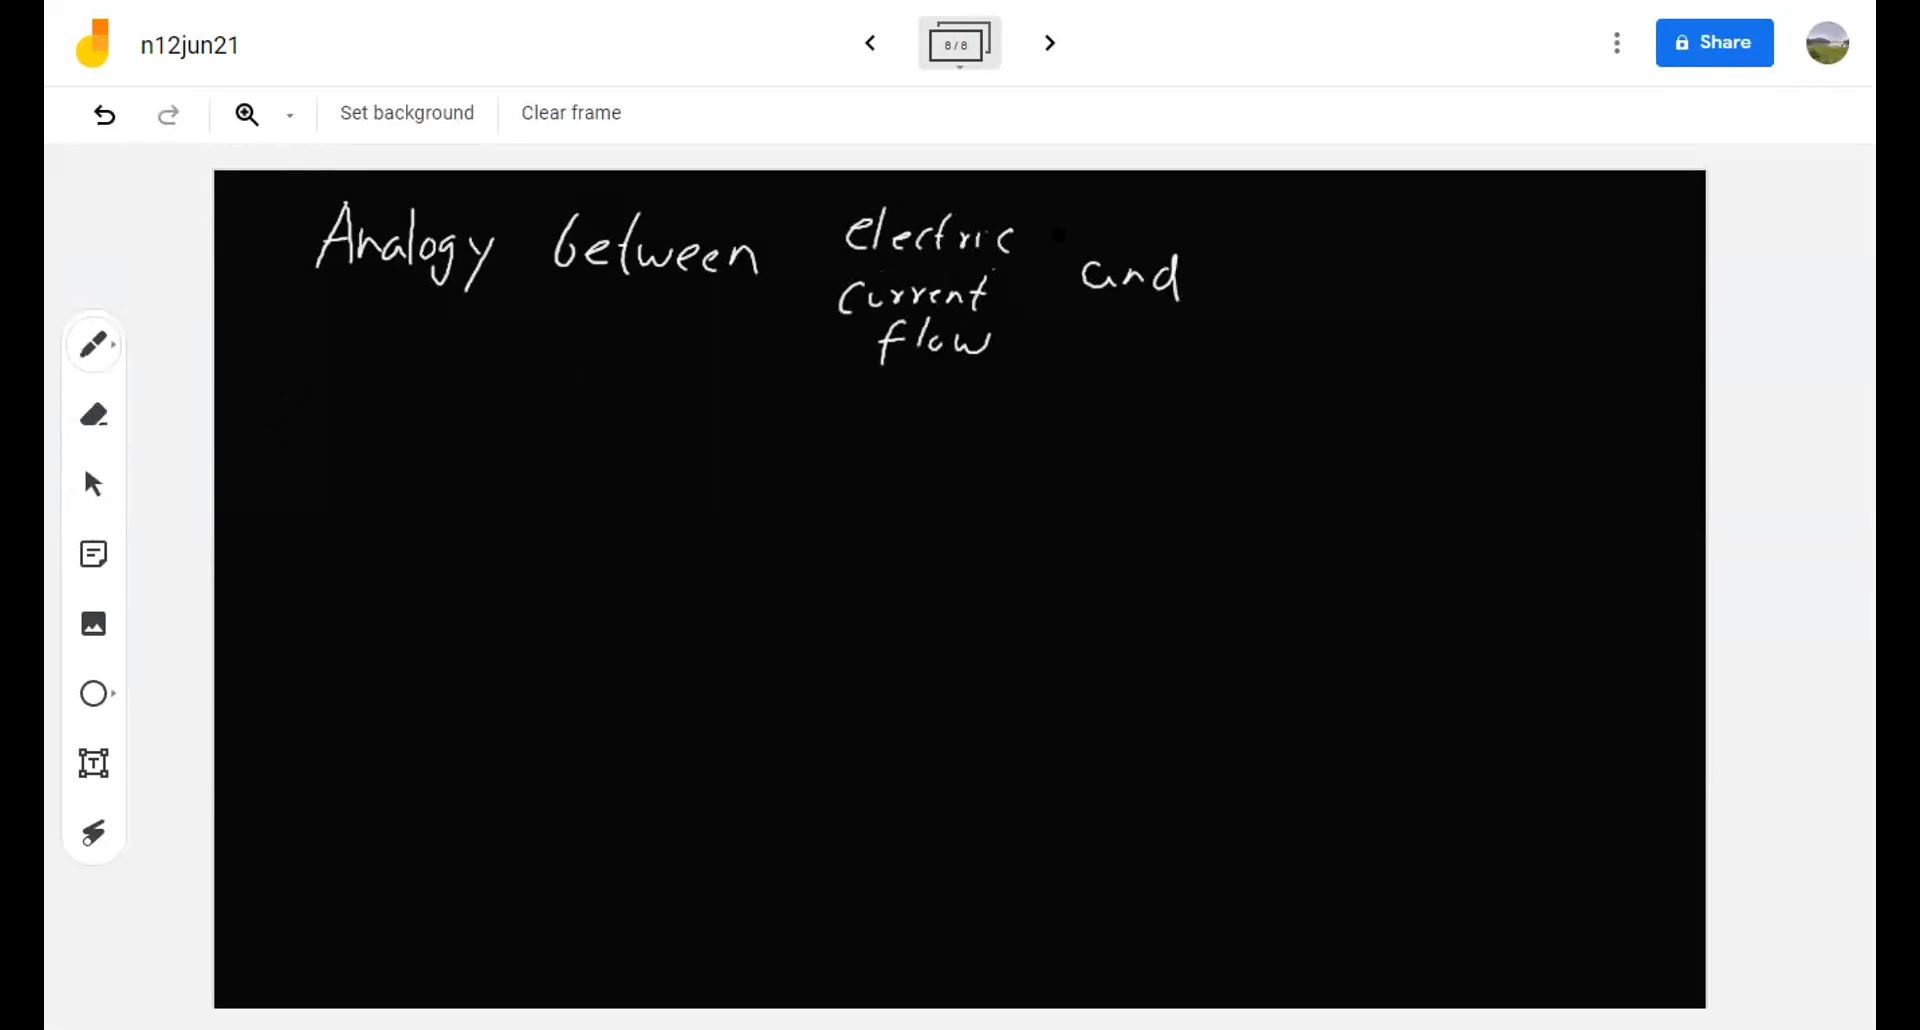 n12jun21
8/8
Share
Set background
Clear frame
Analogy between electric and
current
flow